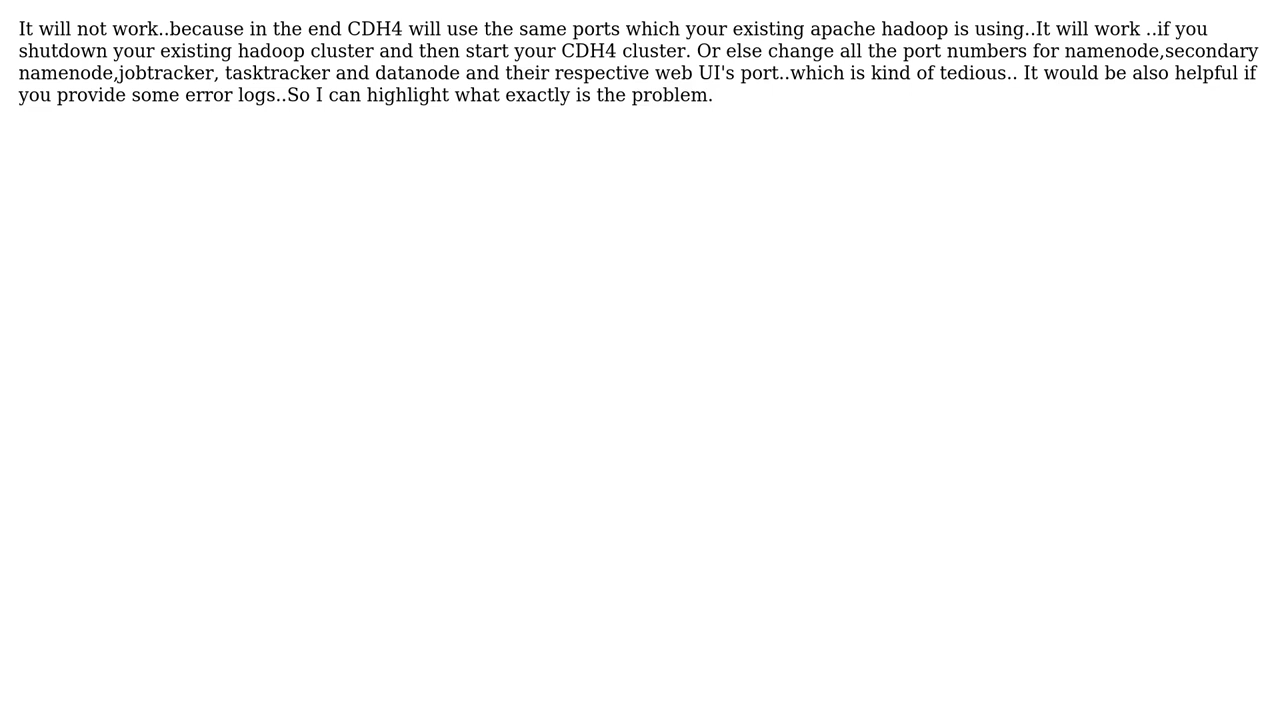 It will not work..because in the end CDH4 will use the same ports which your existing apache hadoop is using..It will work ..if you
shutdown your existing hadoop cluster and then start your CDH4 cluster. Or else change all the port numbers for namenode,secondary
namenode,jobtracker, tasktracker and datanode and their respective web UI's port..which is kind of tedious.. It would be also helpful if
you provide some error logs..So I can highlight what exactly is the problem.